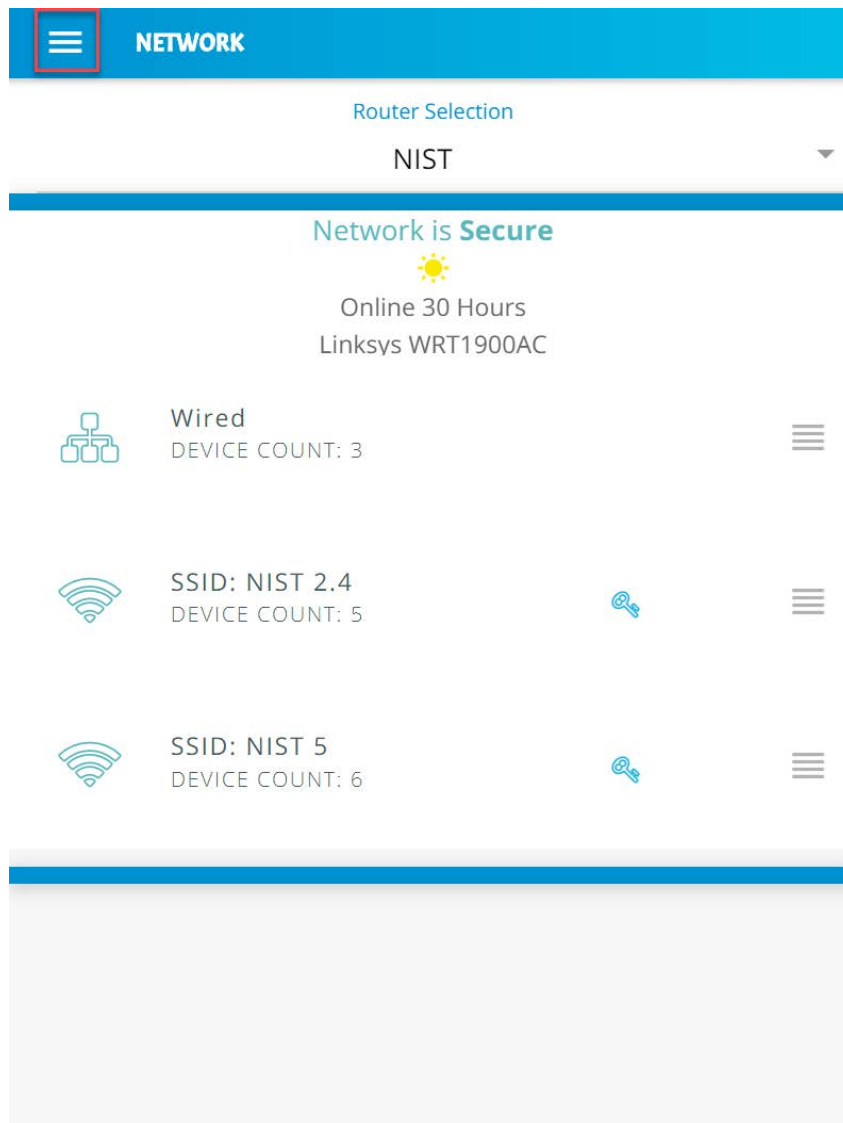 NETWORK
Router Selection
NIST
Network is Secure
Online 30 Hours
Linksys WRT1900AC
Wired
DEVICE COUNT: 3
SSID: NIST 2.4
DEVICE COUNT: 5
SSID: NIST 5
DEVICE COUNT: 6